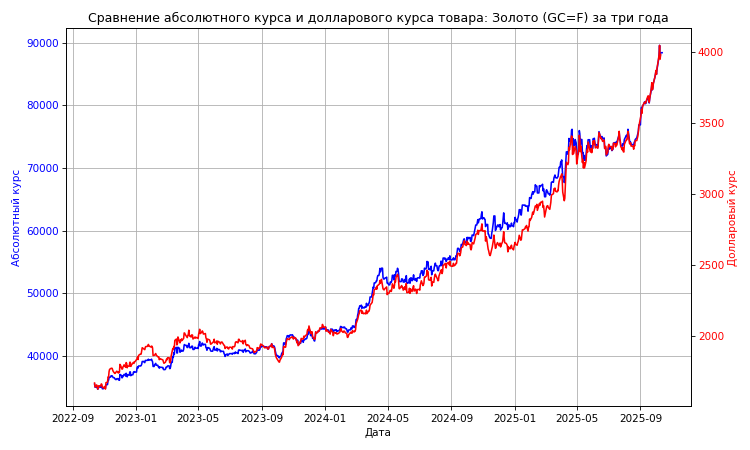 Сравнение абсолютного курса и долларового курса товара: Золото (GC=F) за три года
Абсолютный курс
90000
80000
70000
60000
50000
40000
4000
3500
3000
2500
2000
Долларовый курс
2022-09 2023-01 2023-05 2023-09 2024-01 2024-05 2024-09 2025-01 2025-05 2025-09
Дата